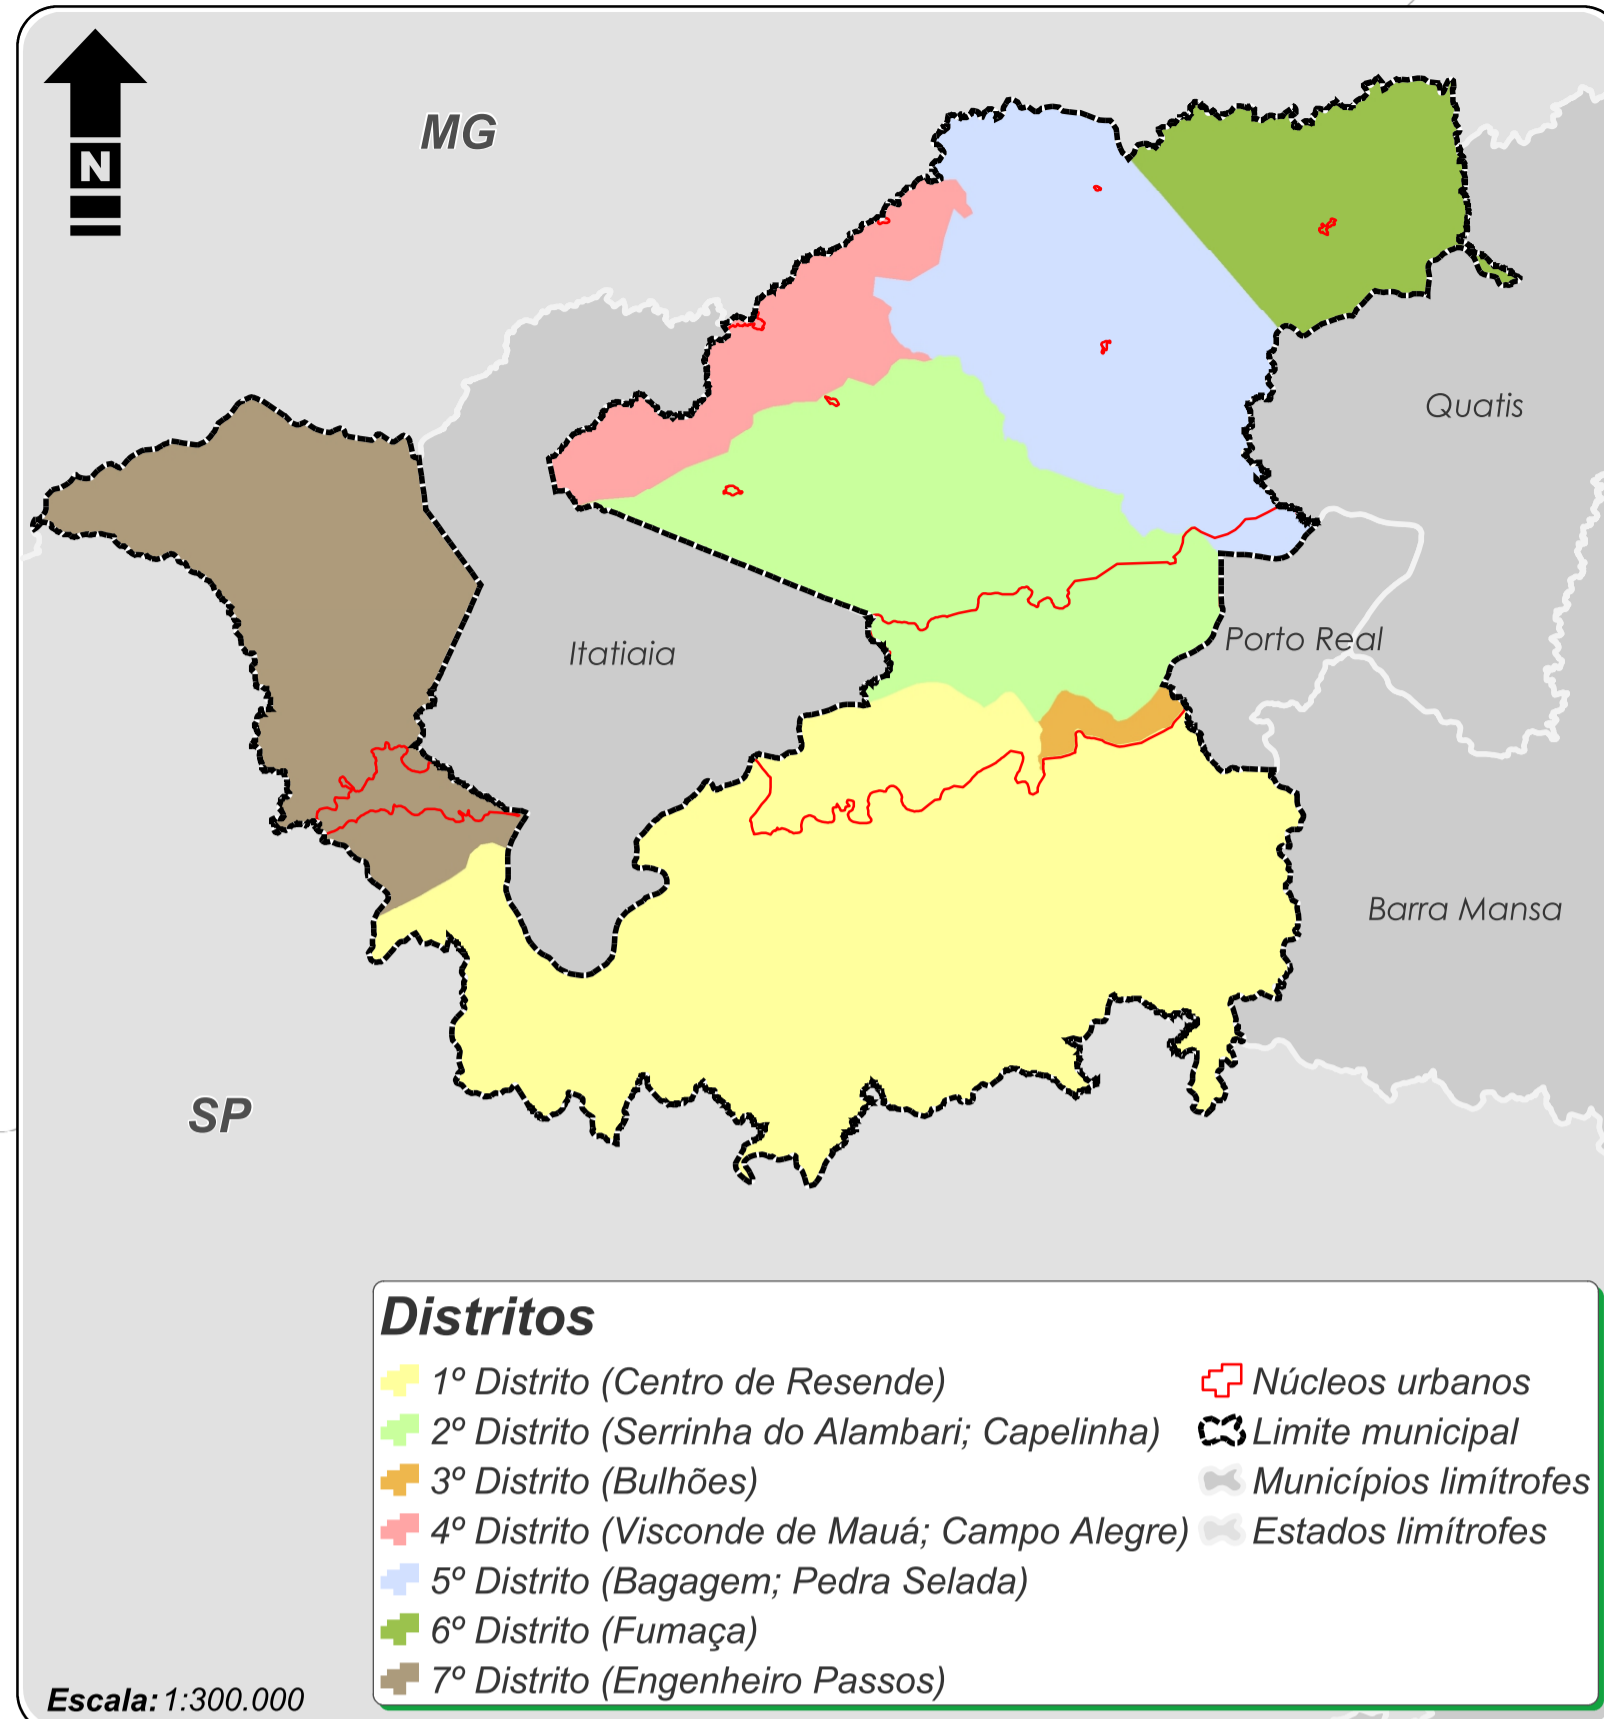 MG
N
Quatis
Itatiaia
Porto Real
Barra Mansa
SP
Distritos
1º Distrito (Centro de Resende)
2º Distrito (Serrinha do Alambari; Capelinha)
3º Distrito (Bulhões)
4º Distrito (Visconde de Mauá; Campo Alegre)
5º Distrito (Bagagem; Pedra Selada)
6º Distrito (Fumaça)
7º Distrito (Engenheiro Passos)
Núcleos urbanos
Limite municipal
Municípios limítrofes
Estados limítrofes
Escala: 1:300.000